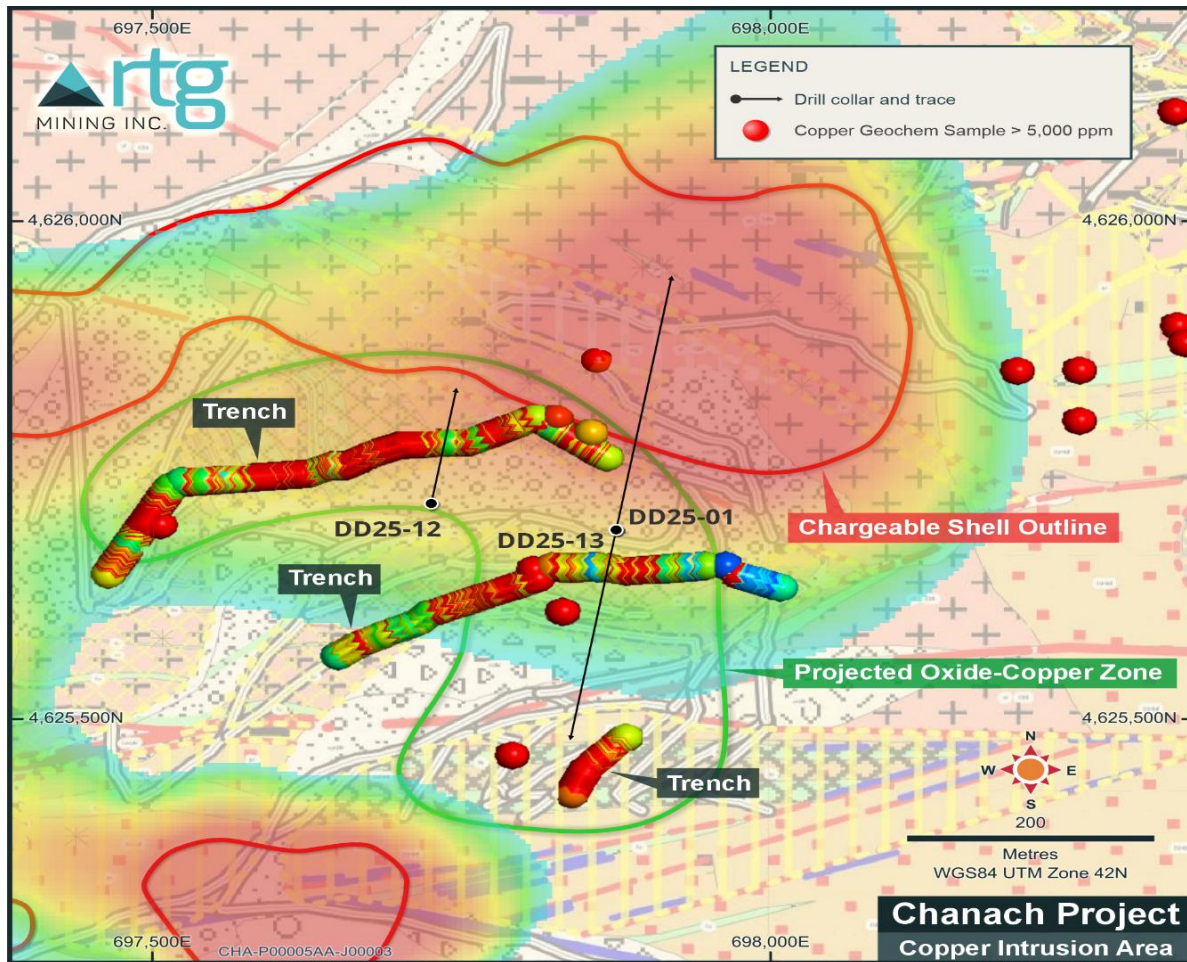 697,500E
698,000E
rtg
MINING INC.
LEGEND
Drill collar and trace
Copper Geochem Sample > 5,000 ppm
4,626,000N
4,626,000N
Trench
DD25-12
DD25-13
DD25-01
Chargeable Shell Outline
Trench
Projected Oxide-Copper Zone
4,625,500N
4,625,500N
Trench
N
W
E
S
200
Metres
WGS84 UTM Zone 42N
Chanach Project
Copper Intrusion Area
697,500E
CHA-P00005AA-J00003
698,000E